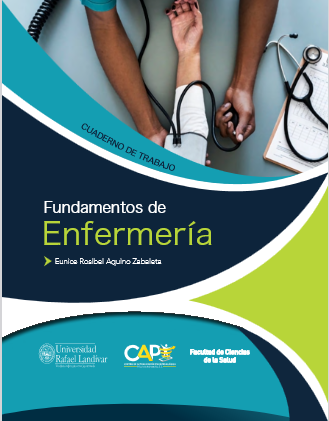 CUADERNO DE TRABAJO
Fundamentos de
Enfermería
Eunice Rosibel Aquino Zabaleta
Universidad
Rafael Landívar
CAP
Facultad de Ciencias
de la Salud